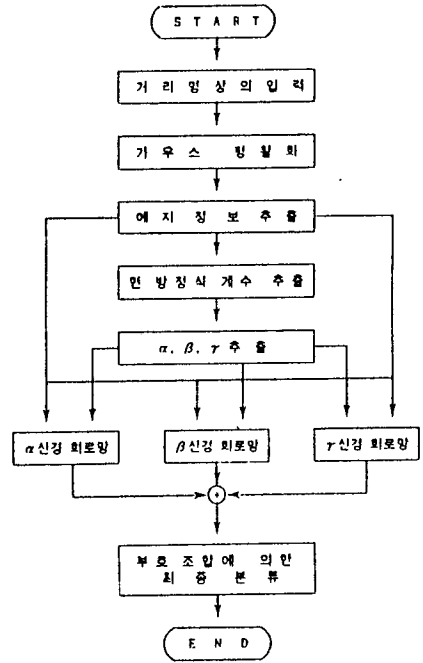 START
거리영상의 입력
가우스 평활화
에지 정보 추출
면 방정식 계수 추출
α, β, γ 추출
α신경 회로망
β신경 회로망
γ신경 회로망
부호 조합에 의한
최종 분류
END